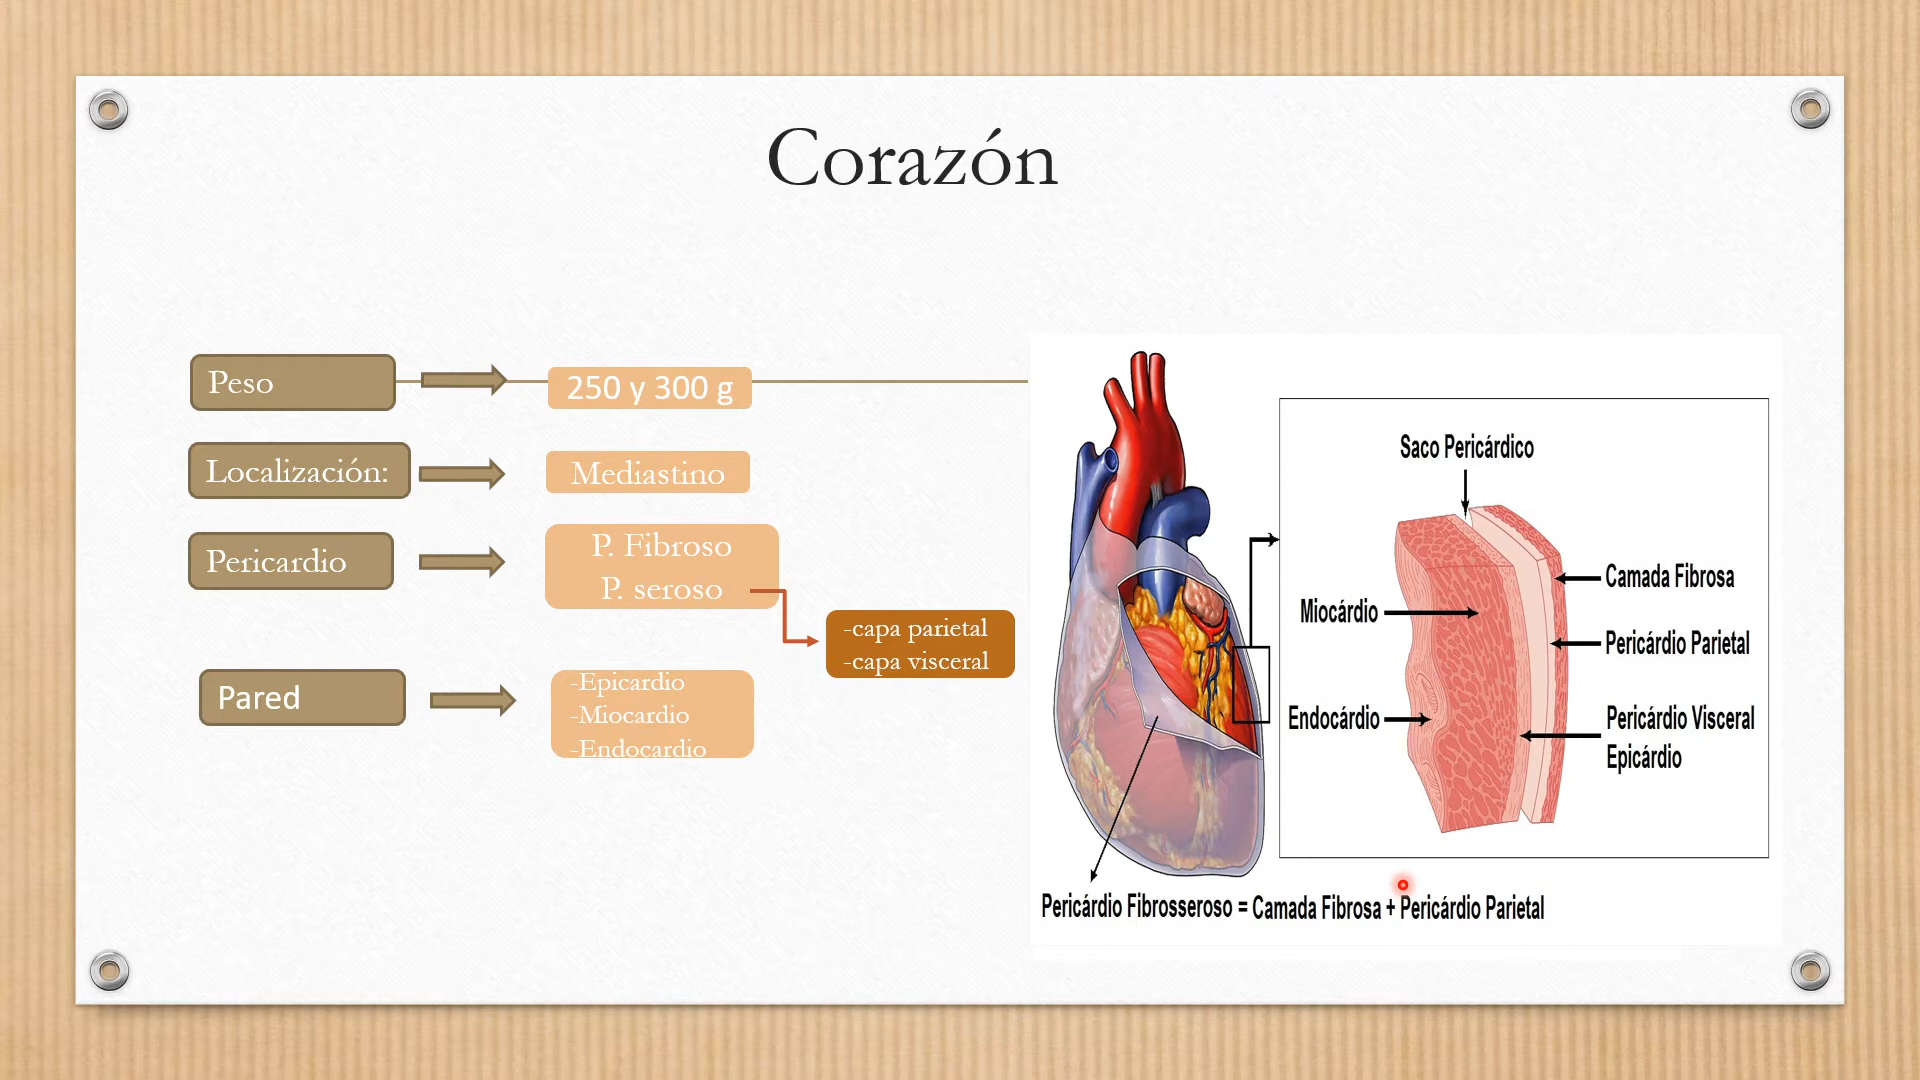 Corazón
Peso
250 y 300 g
Localización:
Mediastino
Pericardio
P. Fibroso
P. seroso
-capa parietal
-capa visceral
Pared
-Epicardio
-Miocardio
-Endocardio
Saco Pericárdico
Camada Fibrosa
Miocárdio
Pericárdio Parietal
Endocárdio
Pericárdio Visceral
Epicárdio
Pericárdio Fibrosseroso = Camada Fibrosa + Pericárdio Parietal